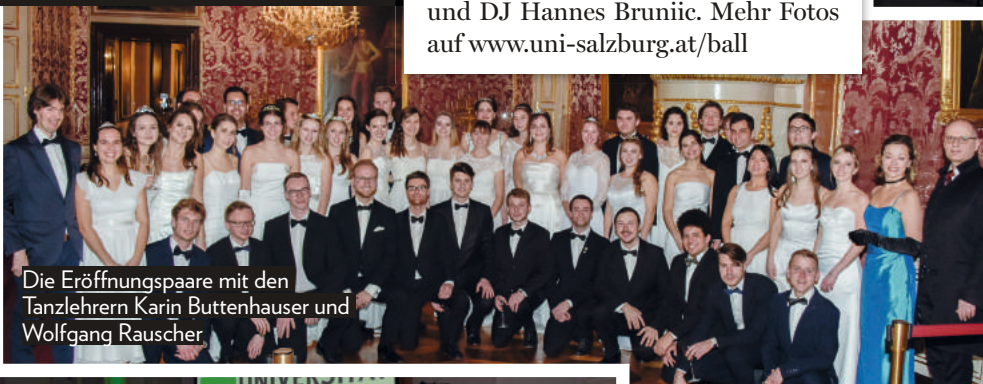 und DJ Hannes Bruniic. Mehr Fotos
auf www.uni-salzburg.at/ball
Die Eröffnungspaare mit den
Tanzlehrern Karin Buttenhauser und
Wolfgang Rauscher